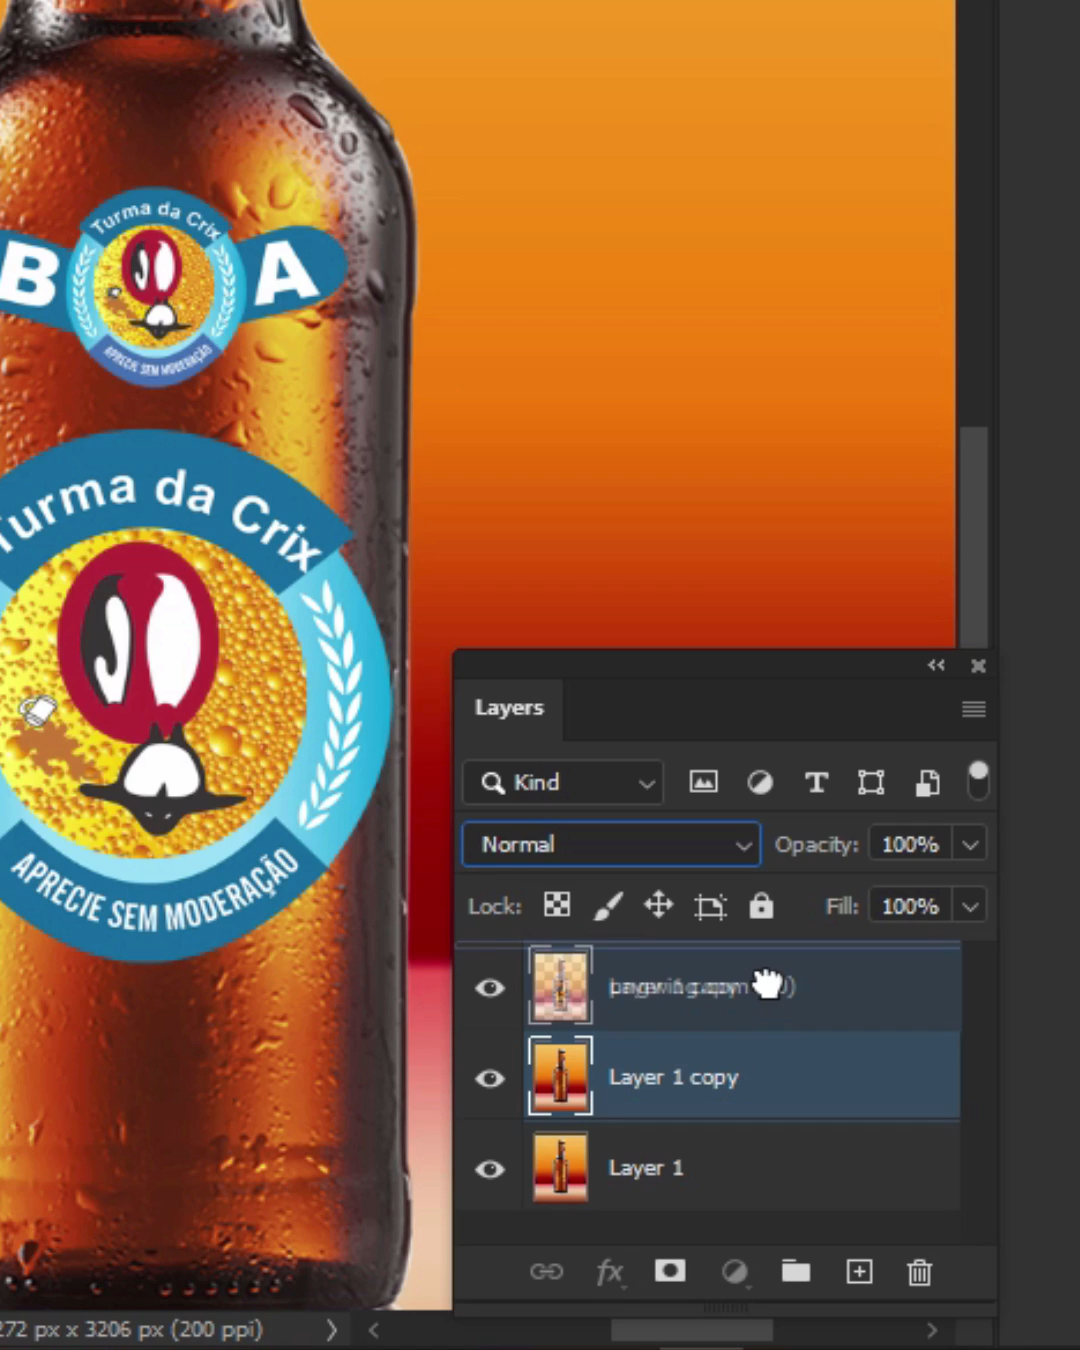 Turma da Crix
B
A
APRECIE SEM MODERAÇÃO
Turma da Crix
APRECIE SEM MODERAÇÃO
Layers
Kind
Normal
Opacity: 100%
Lock:
Fill: 100%
Layer 1 copy
Layer 1
fx
272 px x 3206 px (200 ppi)